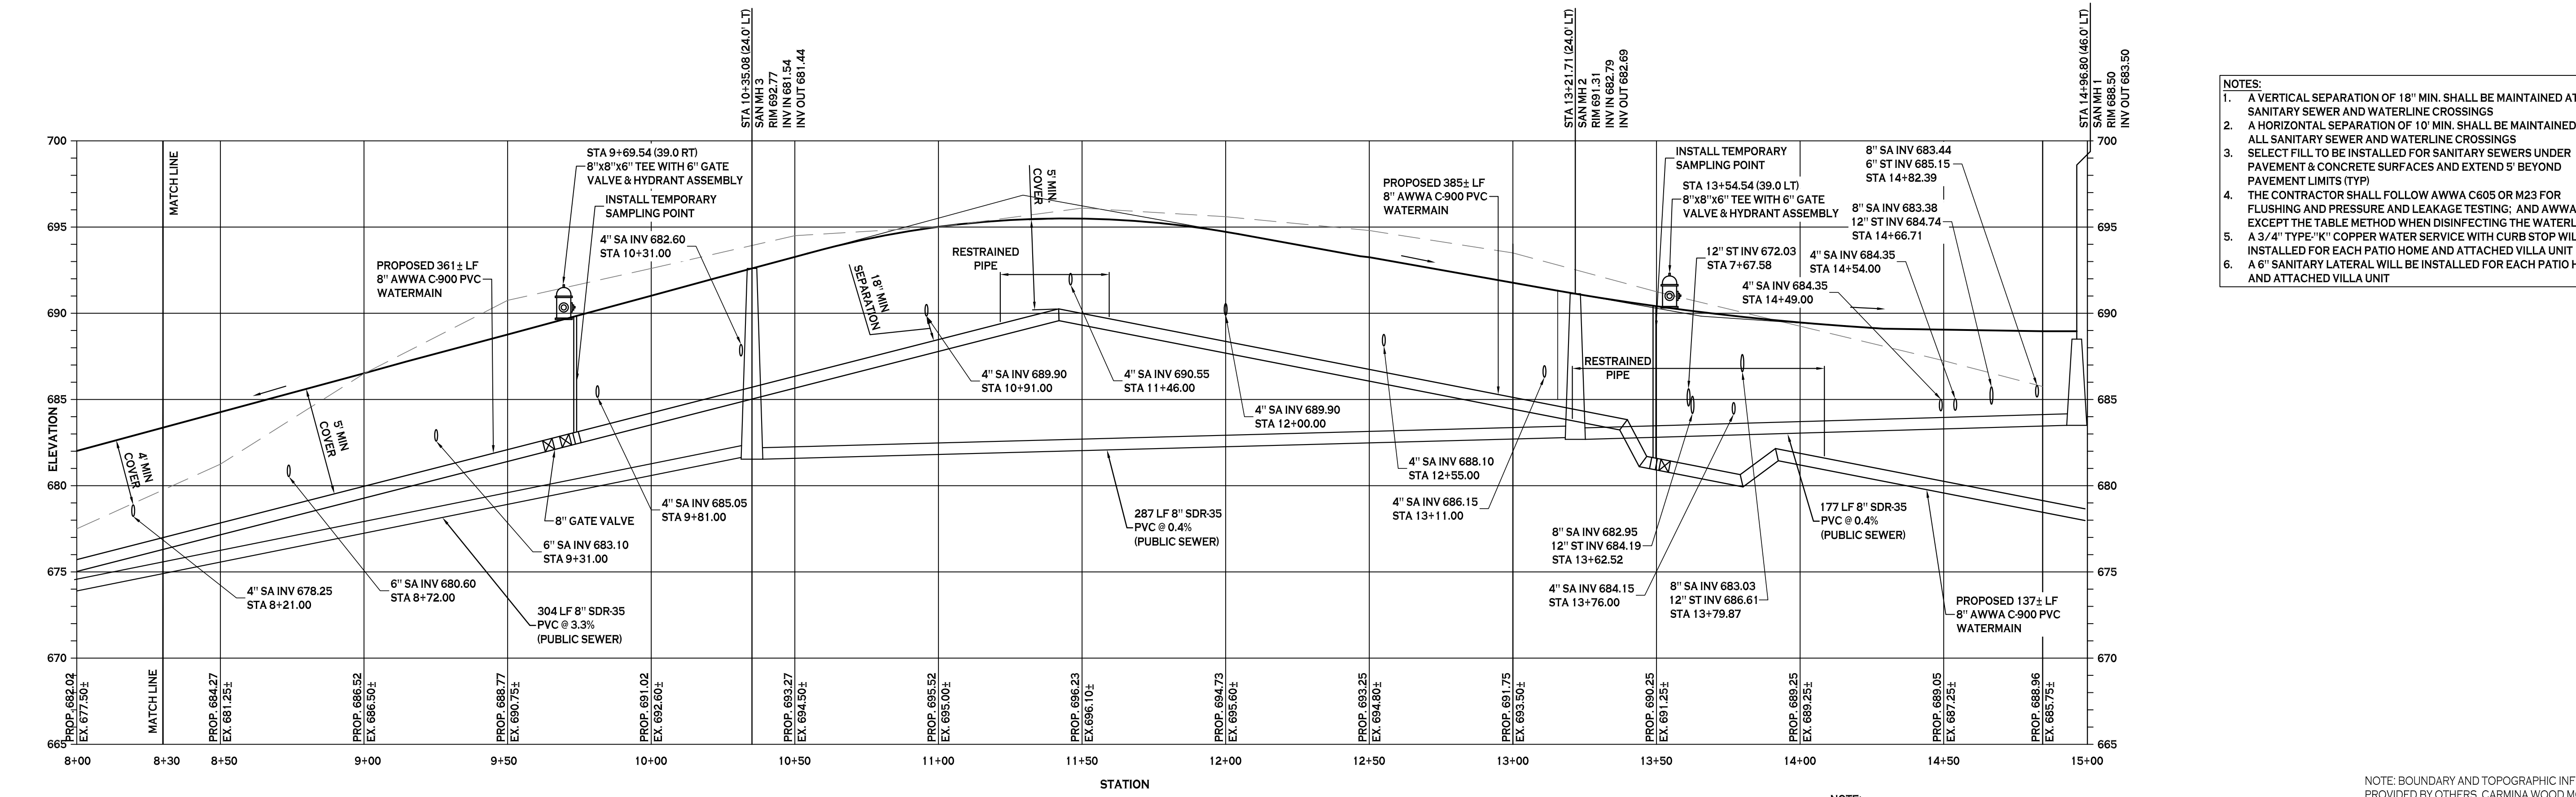 STA 10+35.08 (24.0' LT)
SAN MH 3
RIM 692.77
INV IN 681.54
INV OUT 681.44
STA 13+21.71 (24.0' LT)
SAN MH 2
RIM 691.31
INV IN 682.79
INV OUT 682.69
STA 14+96.80 (46.0' LT)
SAN MH 1
RIM 688.50
INV OUT 683.50
NOTES:
1. A VERTICAL SEPARATION OF 18" MIN. SHALL BE MAINTAINED AT
SANITARY SEWER AND WATERLINE CROSSINGS
2. A HORIZONTAL SEPARATION OF 10' MIN. SHALL BE MAINTAINED
ALL SANITARY SEWER AND WATERLINE CROSSINGS
3. SELECT FILL TO BE INSTALLED FOR SANITARY SEWERS UNDER
PAVEMENT & CONCRETE SURFACES AND EXTEND 5' BEYOND
PAVEMENT LIMITS (TYP)
4. THE CONTRACTOR SHALL FOLLOW AWWA C605 OR M23 FOR
FLUSHING AND PRESSURE AND LEAKAGE TESTING; AND AWWA
EXCEPT THE TABLE METHOD WHEN DISINFECTING THE WATERL
5. A 3/4" TYPE-"K" COPPER WATER SERVICE WITH CURB STOP WIL
INSTALLED FOR EACH PATIO HOME AND ATTACHED VILLA UNIT
6. A 6" SANITARY LATERAL WILL BE INSTALLED FOR EACH PATIO H
AND ATTACHED VILLA UNIT
700
695
690
685
680
675
670
665
ELEVATION
MATCH LINE
MATCH LINE
STA 9+69.54 (39.0 RT)
8"x8"x6" TEE WITH 6" GATE
VALVE & HYDRANT ASSEMBLY
INSTALL TEMPORARY
SAMPLING POINT
4" SA INV 682.60
STA 10+31.00
PROPOSED 361± LF
8" AWWA C-900 PVC
WATERMAIN
5' MIN
COVER
4' MIN
COVER
4" SA INV 678.25
STA 8+21.00
6" SA INV 680.60
STA 8+72.00
6" SA INV 683.10
STA 9+31.00
8" GATE VALVE
4" SA INV 685.05
STA 9+81.00
304 LF 8" SDR-35
PVC @ 3.3%
(PUBLIC SEWER)
18" MIN
SEPARATION
RESTRAINED
PIPE
5' MIN.
COVER
4" SA INV 689.90
STA 10+91.00
4" SA INV 690.55
STA 11+46.00
4" SA INV 689.90
STA 12+00.00
287 LF 8" SDR-35
PVC @ 0.4%
(PUBLIC SEWER)
PROPOSED 385± LF
8" AWWA C-900 PVC
WATERMAIN
4" SA INV 688.10
STA 12+55.00
4" SA INV 686.15
STA 13+11.00
INSTALL TEMPORARY
SAMPLING POINT
STA 13+54.54 (39.0 LT)
8"x8"x6" TEE WITH 6" GATE
VALVE & HYDRANT ASSEMBLY
RESTRAINED
PIPE
12" ST INV 672.03
STA 7+67.58
8" SA INV 683.44
6" ST INV 685.15
STA 14+82.39
8" SA INV 683.38
12" ST INV 684.74
STA 14+66.71
4" SA INV 684.35
STA 14+54.00
4" SA INV 684.35
STA 14+49.00
8" SA INV 682.95
12" ST INV 684.19
STA 13+62.52
4" SA INV 684.15
STA 13+76.00
8" SA INV 683.03
12" ST INV 686.61
STA 13+79.87
177 LF 8" SDR-35
PVC @ 0.4%
(PUBLIC SEWER)
PROPOSED 137± LF
8" AWWA C-900 PVC
WATERMAIN
700
695
690
685
680
675
670
665
PROP. 682.02
EX. 677.50±
PROP. 684.27
EX. 681.25±
PROP. 686.52
EX. 686.50±
PROP. 688.77
EX. 690.75±
PROP. 691.02
EX. 692.60±
PROP. 693.27
EX. 694.50±
PROP. 695.52
EX. 695.00±
PROP. 696.23
EX.696.10±
PROP. 694.73
EX. 695.60±
PROP. 693.25
EX. 694.80±
PROP. 691.75
EX. 693.50±
PROP. 690.25
EX. 691.25±
PROP. 689.25
EX. 689.25±
PROP. 689.05
EX. 687.25±
PROP. 688.96
EX. 685.75±
8+00 8+30 8+50 9+00 9+50 10+00 10+50 11+00 11+50 12+00 12+50 13+00 13+50 14+00 14+50 15+00
STATION
NOTE: BOUNDARY AND TOPOGRAPHIC INF
PROVIDED BY OTHERS. CARMINA WOOD M
NOTE: